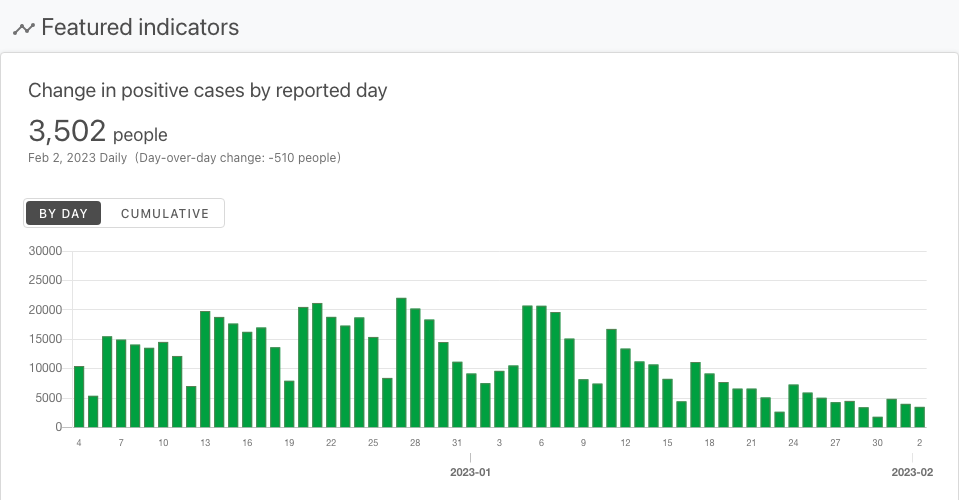 Featured indicators
Change in positive cases by reported day
3,502 people
Feb 2, 2023 Daily (Day-over-day change: -510 people)
BY DAY CUMULATIVE
30000
25000
20000
15000
10000
5000
0
4 7 10 13 16 19 22 25 28 31 3 6 9 12 15 18 21 24 27 30 2
2023-01 2023-02